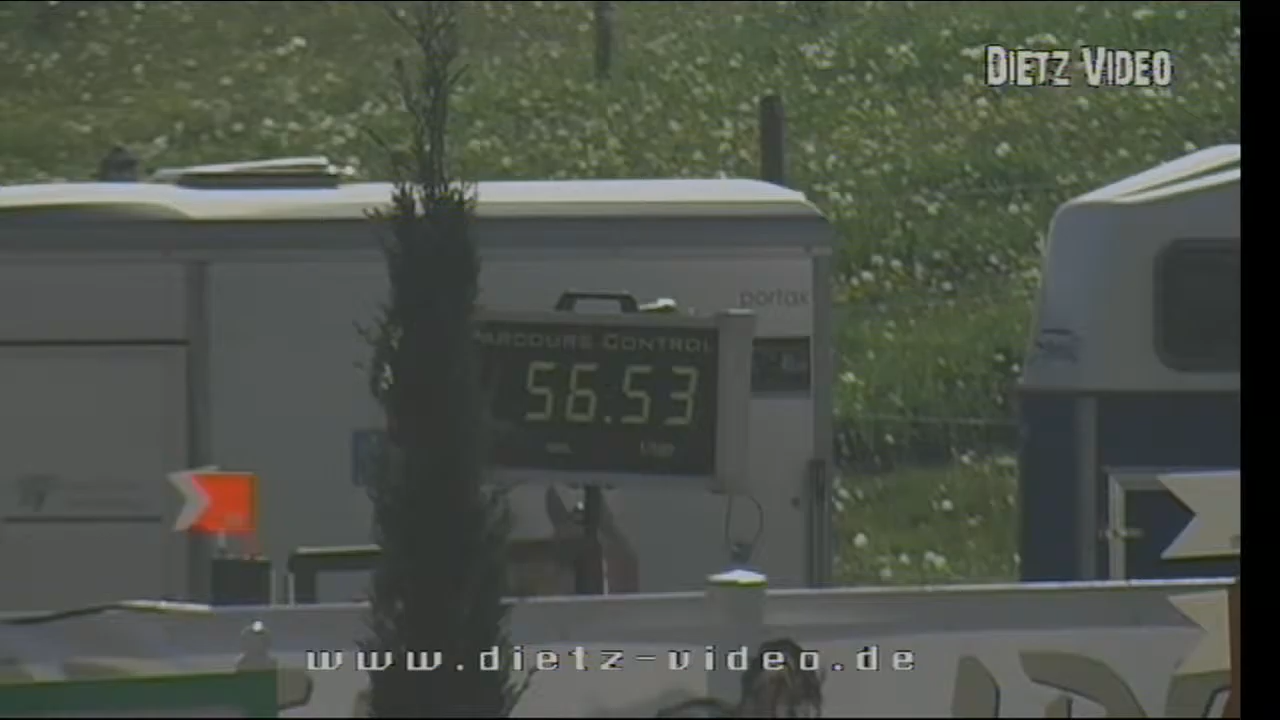 DIETZ VIDEO
portax
PARCOURS CONTROL
56.53
www.dietz-video.de